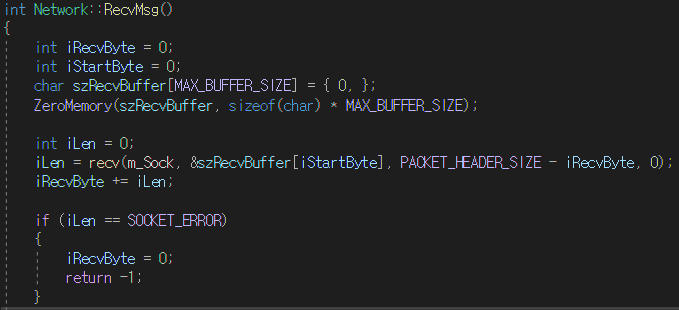 int Network::RecvMsg()
{
int iRecvByte = 0;
int iStartByte = 0;
char szRecvBuffer[MAX_BUFFER_SIZE] = { 0, };
ZeroMemory(szRecvBuffer, sizeof(char) * MAX_BUFFER_SIZE);
int iLen = 0;
iLen = recv(m_Sock, &szRecvBuffer[iStartByte], PACKET_HEADER_SIZE - iRecvByte, 0);
iRecvByte += iLen;
if (iLen == SOCKET_ERROR)
{
iRecvByte = 0;
return -1;
}